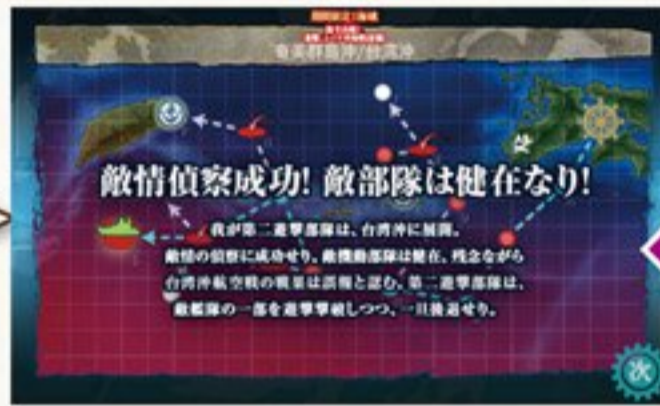 奄美群島沖/台湾沖
敵情偵察成功! 敵部隊は健在なり!
我が第二遊撃部隊は、台湾沖に展開。
敵情の偵察に成功せり。敵機動部隊は健在。残念ながら
台湾沖航空戦の戦果は誤報と認む。第二遊撃部隊は、
敵艦隊の一部を遊撃撃破しつつ、一旦後退せり。
次